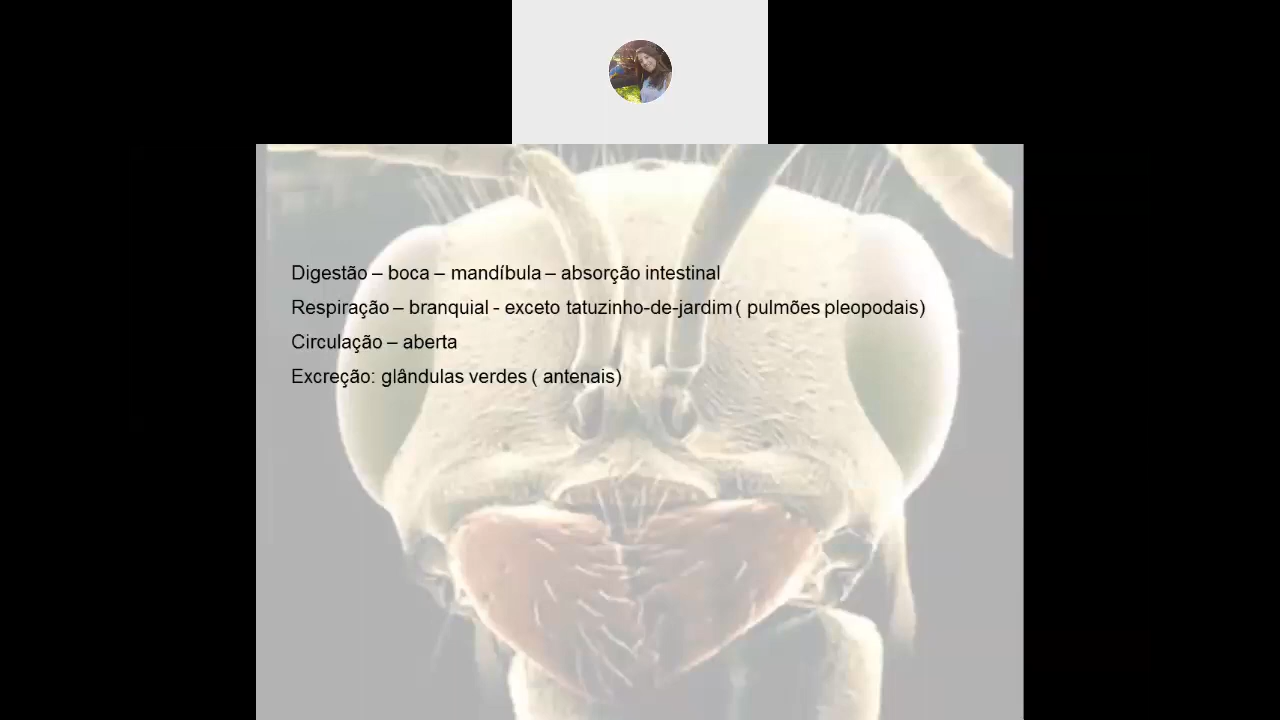 Digestão – boca – mandíbula – absorção intestinal
Respiração – branquial - exceto tatuzinho-de-jardim ( pulmões pleopodais)
Circulação – aberta
Excreção: glândulas verdes ( antenais)